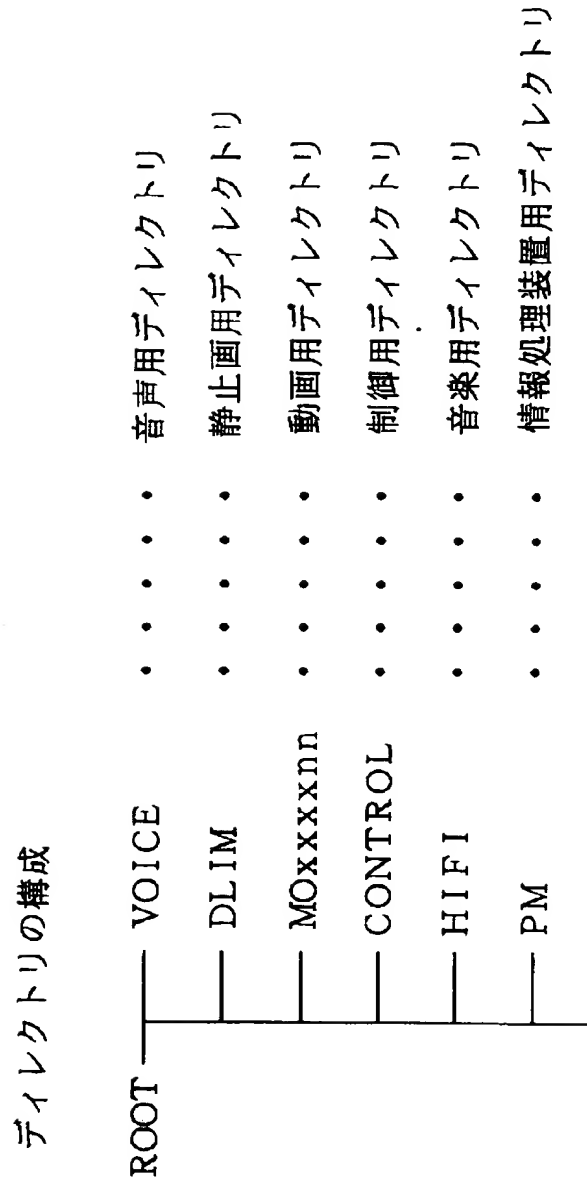 ディレクトリの構成
ROOT VOICE ・・・・・ 音声用ディレクトリ
DLIM ・・・・・ 静止画用ディレクトリ
MOxxxxnn ・・・・・ 動画用ディレクトリ
CONTROL ・・・・・ 制御用ディレクトリ
HIFI ・・・・・ 音楽用ディレクトリ
PM ・・・・・ 情報処理装置用ディレクトリ